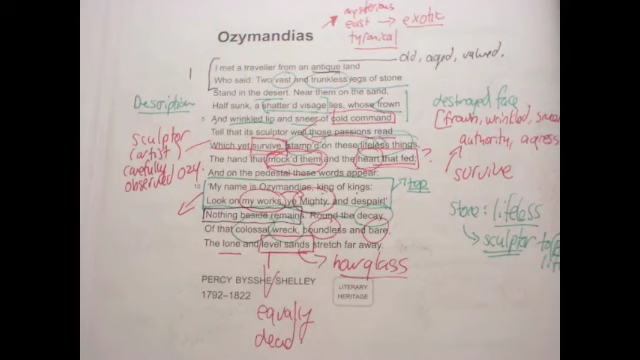 mysterious
east → exotic
tyranical
Ozymandias
old, aged, valued.
1
I met a traveller from an antique land
Who said: Two vast and trunkless legs of stone
Stand in the desert. Near them on the sand,
Half sunk, a shatter'd visage lies, whose frown
5 And wrinkled lip and sneer of cold command
Tell that its sculptor well those passions read
Which yet survive, stamp'd on these lifeless things,
The hand that mock'd them and the heart that fed;
And on the pedestal these words appear:
10 'My name is Ozymandias, king of kings:
Look on my works, ye Mighty, and despair!'
Nothing beside remains. Round the decay
Of that colossal wreck, boundless and bare,
The lone and level sands stretch far away.
Description
sculptor
(artist)
carefully
observed OZY.
destroyed face
[frown, wrinkled,
authority,
survive
?
stone: lifeless
↳ sculptor
hourglass
equally
dead
PERCY BYSSHE SHELLEY
1792–1822
LITERARY
HERITAGE